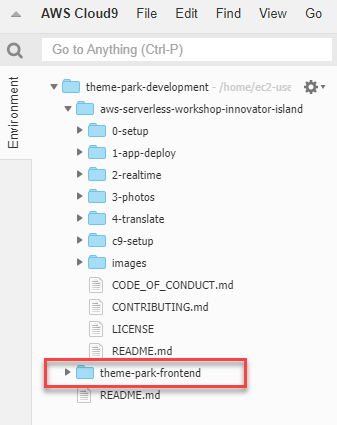 AWS Cloud9 File Edit Find View Go
Go to Anything (Ctrl-P)
Environment
theme-park-development - /home/ec2-use
aws-serverless-workshop-innovator-island
0-setup
1-app-deploy
2-realtime
3-photos
4-translate
c9-setup
images
CODE_OF_CONDUCT.md
CONTRIBUTING.md
LICENSE
README.md
theme-park-frontend
README.md